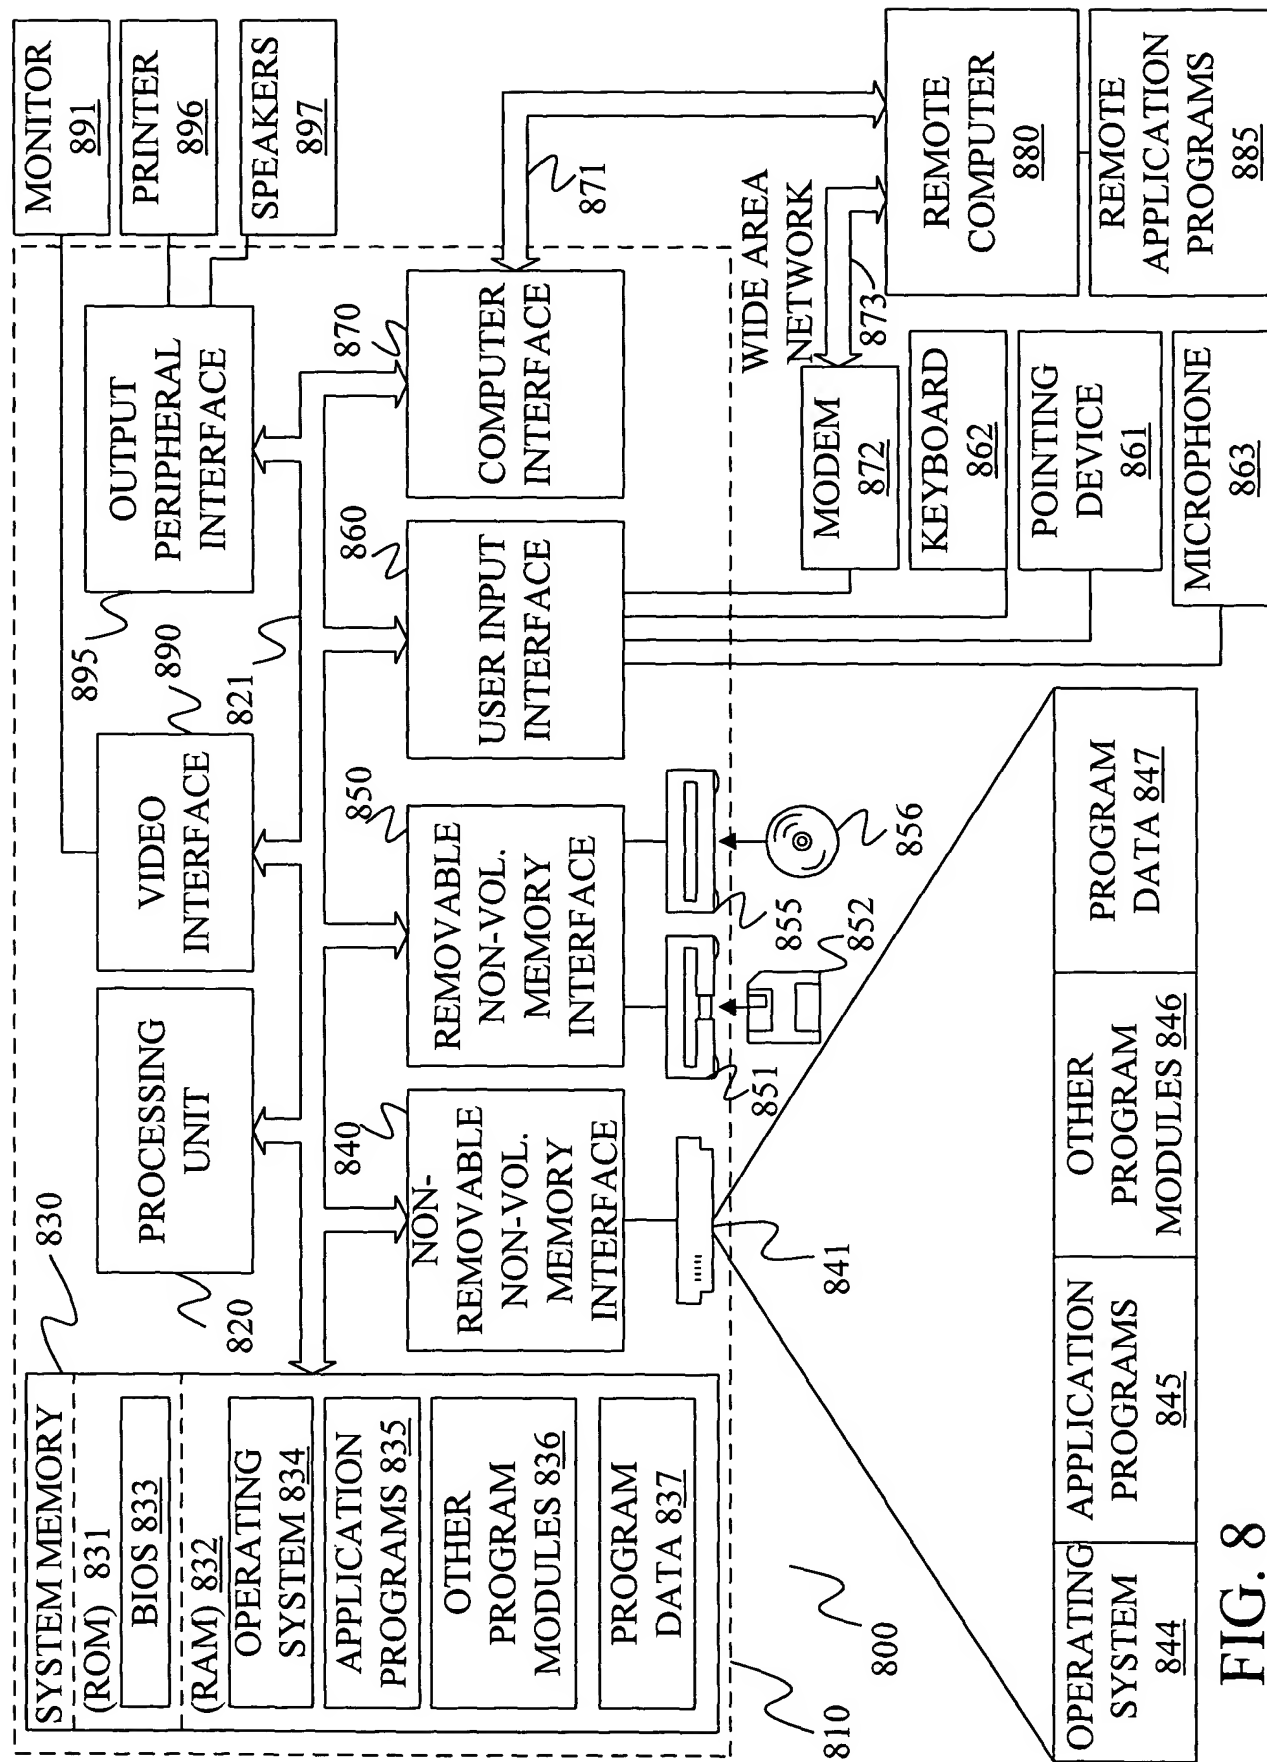 SYSTEM MEMORY
830
(ROM) 831
BIOS 833
(RAM) 832
OPERATING
SYSTEM 834
APPLICATION
PROGRAMS 835
OTHER
PROGRAM
MODULES 836
PROGRAM
DATA 837
810
800
PROCESSING
UNIT
820
VIDEO
INTERFACE
890
821
OUTPUT
PERIPHERAL
INTERFACE
895
MONITOR
891
PRINTER
896
SPEAKERS
897
NON-
REMOVABLE
NON-VOL.
MEMORY
INTERFACE
840
REMOVABLE
NON-VOL.
MEMORY
INTERFACE
850
USER INPUT
INTERFACE
860
COMPUTER
INTERFACE
870
871
841
851
852
855
856
WIDE AREA
NETWORK
873
MODEM
872
KEYBOARD
862
POINTING
DEVICE
861
MICROPHONE
863
REMOTE
COMPUTER
880
REMOTE
APPLICATION
PROGRAMS
885
OPERATING
SYSTEM
844
APPLICATION
PROGRAMS
845
OTHER
PROGRAM
MODULES 846
PROGRAM
DATA 847
FIG. 8